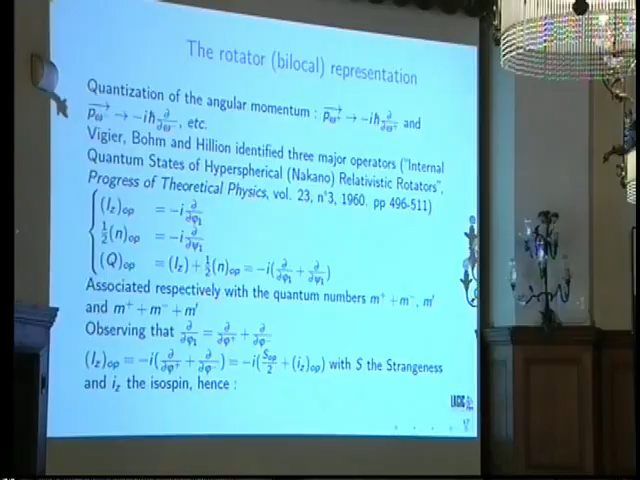 The rotator (bilocal) representation
Quantization of the angular momentum : p⃗_ω⁺ → −iħ ∂/∂ω⁺ and
p⃗_ω⁻ → −iħ ∂/∂ω⁻, etc.
Vigier, Bohm and Hillion identified three major operators ("Internal
Quantum States of Hyperspherical (Nakano) Relativistic Rotators",
Progress of Theoretical Physics, vol. 23, n°3, 1960. pp 496-511)
(I_z)_op = −i ∂/∂φ₁
½(n)_op = −i ∂/∂ψ₁
(Q)_op = (I_z) + ½(n)_op = −i(∂/∂φ₁ + ∂/∂ψ₁)
Associated respectively with the quantum numbers m⁺ + m⁻, m′
and m⁺ + m⁻ + m′
Observing that ∂/∂φ₁ = ∂/∂φ⁺ + ∂/∂φ⁻
(I_z)_op = −i(∂/∂φ⁺ + ∂/∂φ⁻) = −i(S_op/2 + (i_z)_op) with S the Strangeness
and i_z the isospin, hence :